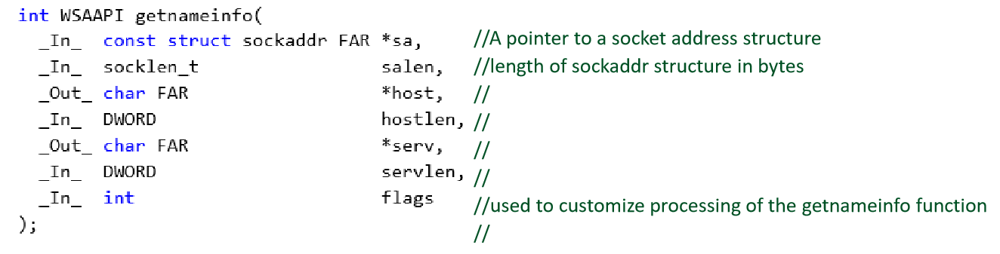 int WSAAPI getnameinfo(
  _In_  const struct sockaddr FAR *sa,     //A pointer to a socket address structure
  _In_  socklen_t                 salen,   //length of sockaddr structure in bytes
  _Out_ char FAR                  *host,   //
  _In_  DWORD                     hostlen, //
  _Out_ char FAR                  *serv,   //
  _In_  DWORD                     servlen, //
  _In_  int                       flags    //used to customize processing of the getnameinfo function
);                                         //